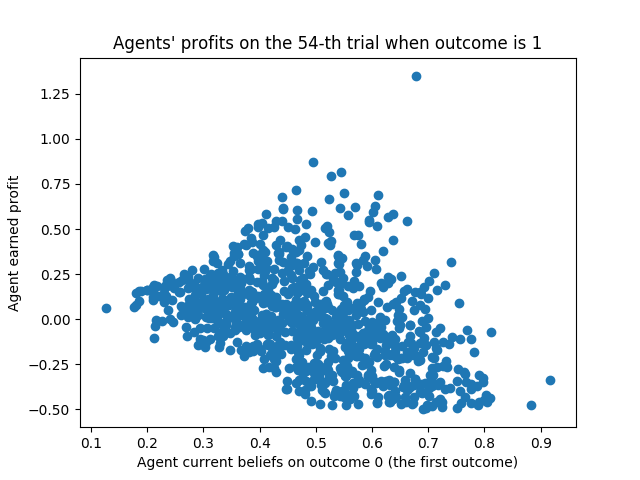 Agents' profits on the 54-th trial when outcome is 1
1.25
1.00
0.75
0.50
0.25
0.00
−0.25
−0.50
Agent earned profit
0.1 0.2 0.3 0.4 0.5 0.6 0.7 0.8 0.9
Agent current beliefs on outcome 0 (the first outcome)